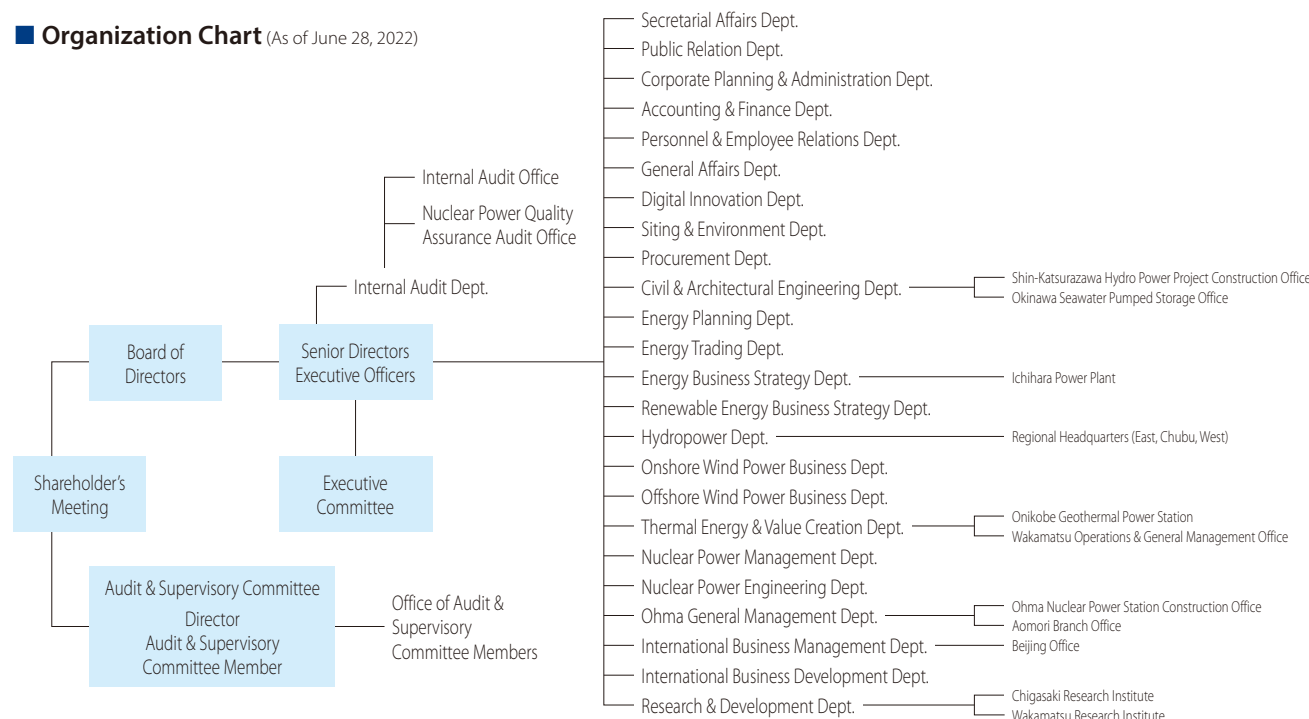 Organization Chart (As of June 28, 2022)
Secretarial Affairs Dept.
Public Relation Dept.
Corporate Planning & Administration Dept.
Accounting & Finance Dept.
Personnel & Employee Relations Dept.
General Affairs Dept.
Digital Innovation Dept.
Siting & Environment Dept.
Procurement Dept.
Civil & Architectural Engineering Dept.
Shin-Katsurazawa Hydro Power Project Construction Office
Okinawa Seawater Pumped Storage Office
Energy Planning Dept.
Energy Trading Dept.
Energy Business Strategy Dept.
Ichihara Power Plant
Renewable Energy Business Strategy Dept.
Hydropower Dept.
Regional Headquarters (East, Chubu, West)
Onshore Wind Power Business Dept.
Offshore Wind Power Business Dept.
Thermal Energy & Value Creation Dept.
Onikobe Geothermal Power Station
Wakamatsu Operations & General Management Office
Nuclear Power Management Dept.
Nuclear Power Engineering Dept.
Ohma General Management Dept.
Ohma Nuclear Power Station Construction Office
Aomori Branch Office
International Business Management Dept.
Beijing Office
International Business Development Dept.
Research & Development Dept.
Chigasaki Research Institute
Wakamatsu Research Institute
Internal Audit Office
Nuclear Power Quality
Assurance Audit Office
Internal Audit Dept.
Board of
Directors
Senior Directors
Executive Officers
Shareholder's
Meeting
Executive
Committee
Audit & Supervisory Committee
Director
Audit & Supervisory
Committee Member
Office of Audit &
Supervisory
Committee Members